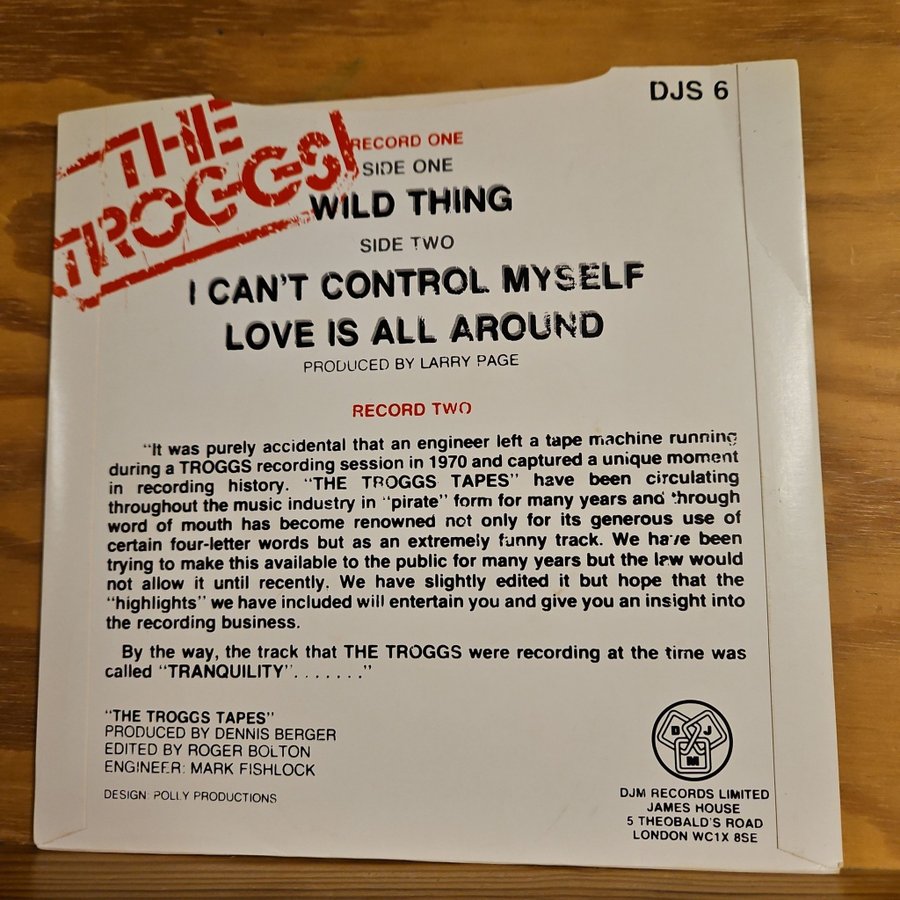 DJS 6
THE
TROGGS!
RECORD ONE
SIDE ONE
WILD THING
SIDE TWO
I CAN'T CONTROL MYSELF
LOVE IS ALL AROUND
PRODUCED BY LARRY PAGE
RECORD TWO
"It was purely accidental that an engineer left a tape machine running
during a TROGGS recording session in 1970 and captured a unique moment
in recording history. "THE TROGGS TAPES" have been circulating
throughout the music industry in "pirate" form for many years and through
word of mouth has become renowned not only for its generous use of
certain four-letter words but as an extremely funny track. We have been
trying to make this available to the public for many years but the law would
not allow it until recently. We have slightly edited it but hope that the
"highlights" we have included will entertain you and give you an insight into
the recording business.
By the way, the track that THE TROGGS were recording at the time was
called "TRANQUILITY".......​"
"THE TROGGS TAPES"
PRODUCED BY DENNIS BERGER
EDITED BY ROGER BOLTON
ENGINEER: MARK FISHLOCK
DESIGN: POLLY PRODUCTIONS
DJM
DJM RECORDS LIMITED
JAMES HOUSE
5 THEOBALD'S ROAD
LONDON WC1X 8SE